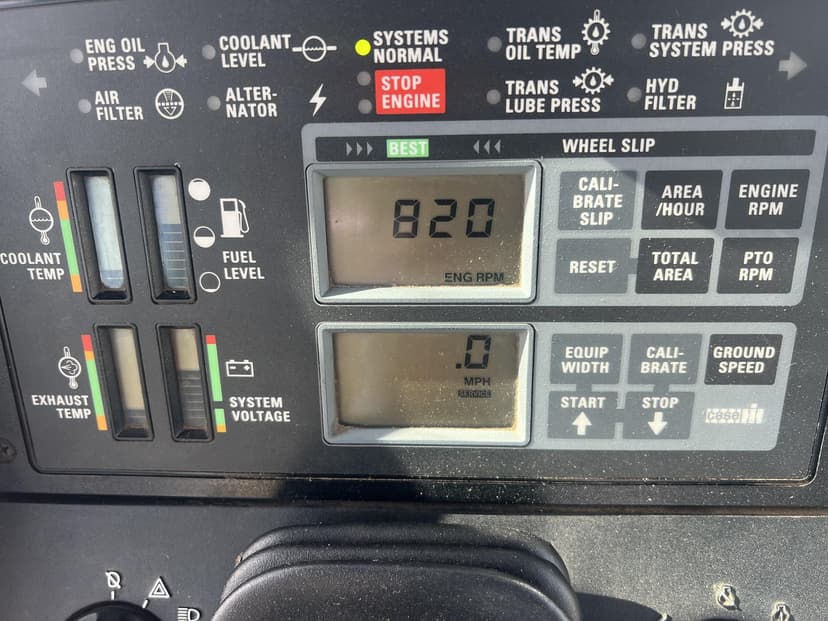 ENG OIL
PRESS
COOLANT
LEVEL
SYSTEMS
NORMAL
TRANS
OIL TEMP
TRANS
SYSTEM PRESS
AIR
FILTER
ALTER-
NATOR
STOP
ENGINE
TRANS
LUBE PRESS
HYD
FILTER
BEST
WHEEL SLIP
COOLANT
TEMP
FUEL
LEVEL
820
ENG RPM
CALI-
BRATE
SLIP
AREA
/HOUR
ENGINE
RPM
RESET
TOTAL
AREA
PTO
RPM
EXHAUST
TEMP
SYSTEM
VOLTAGE
.0
MPH
SERVICE
EQUIP
WIDTH
CALI-
BRATE
GROUND
SPEED
START
STOP
case IH